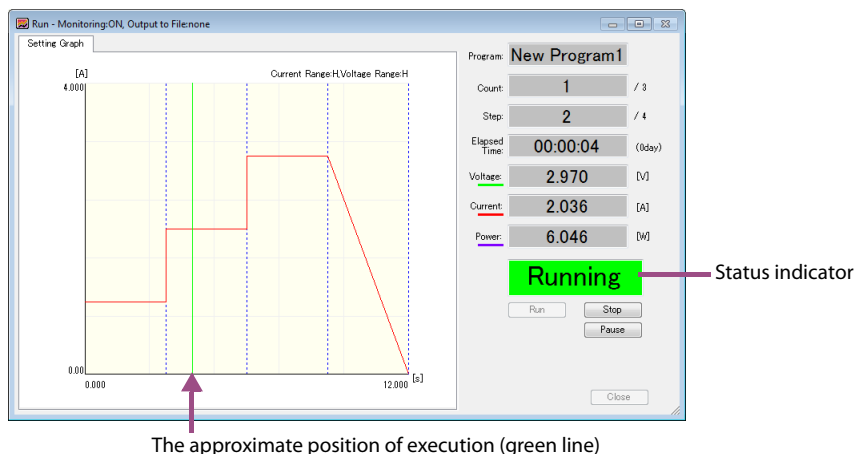 Run - Monitoring:ON, Output to File:none
Setting Graph
[A]
Current Range:H,Voltage Range:H
4.000
0.00
0.000
12.000 [s]
Program: New Program1
Count: 1 / 3
Step: 2 / 4
Elapsed Time: 00:00:04 (0day)
Voltage: 2.970 [V]
Current: 2.036 [A]
Power: 6.046 [W]
Running
Status indicator
Run Stop
Pause
Close
The approximate position of execution (green line)